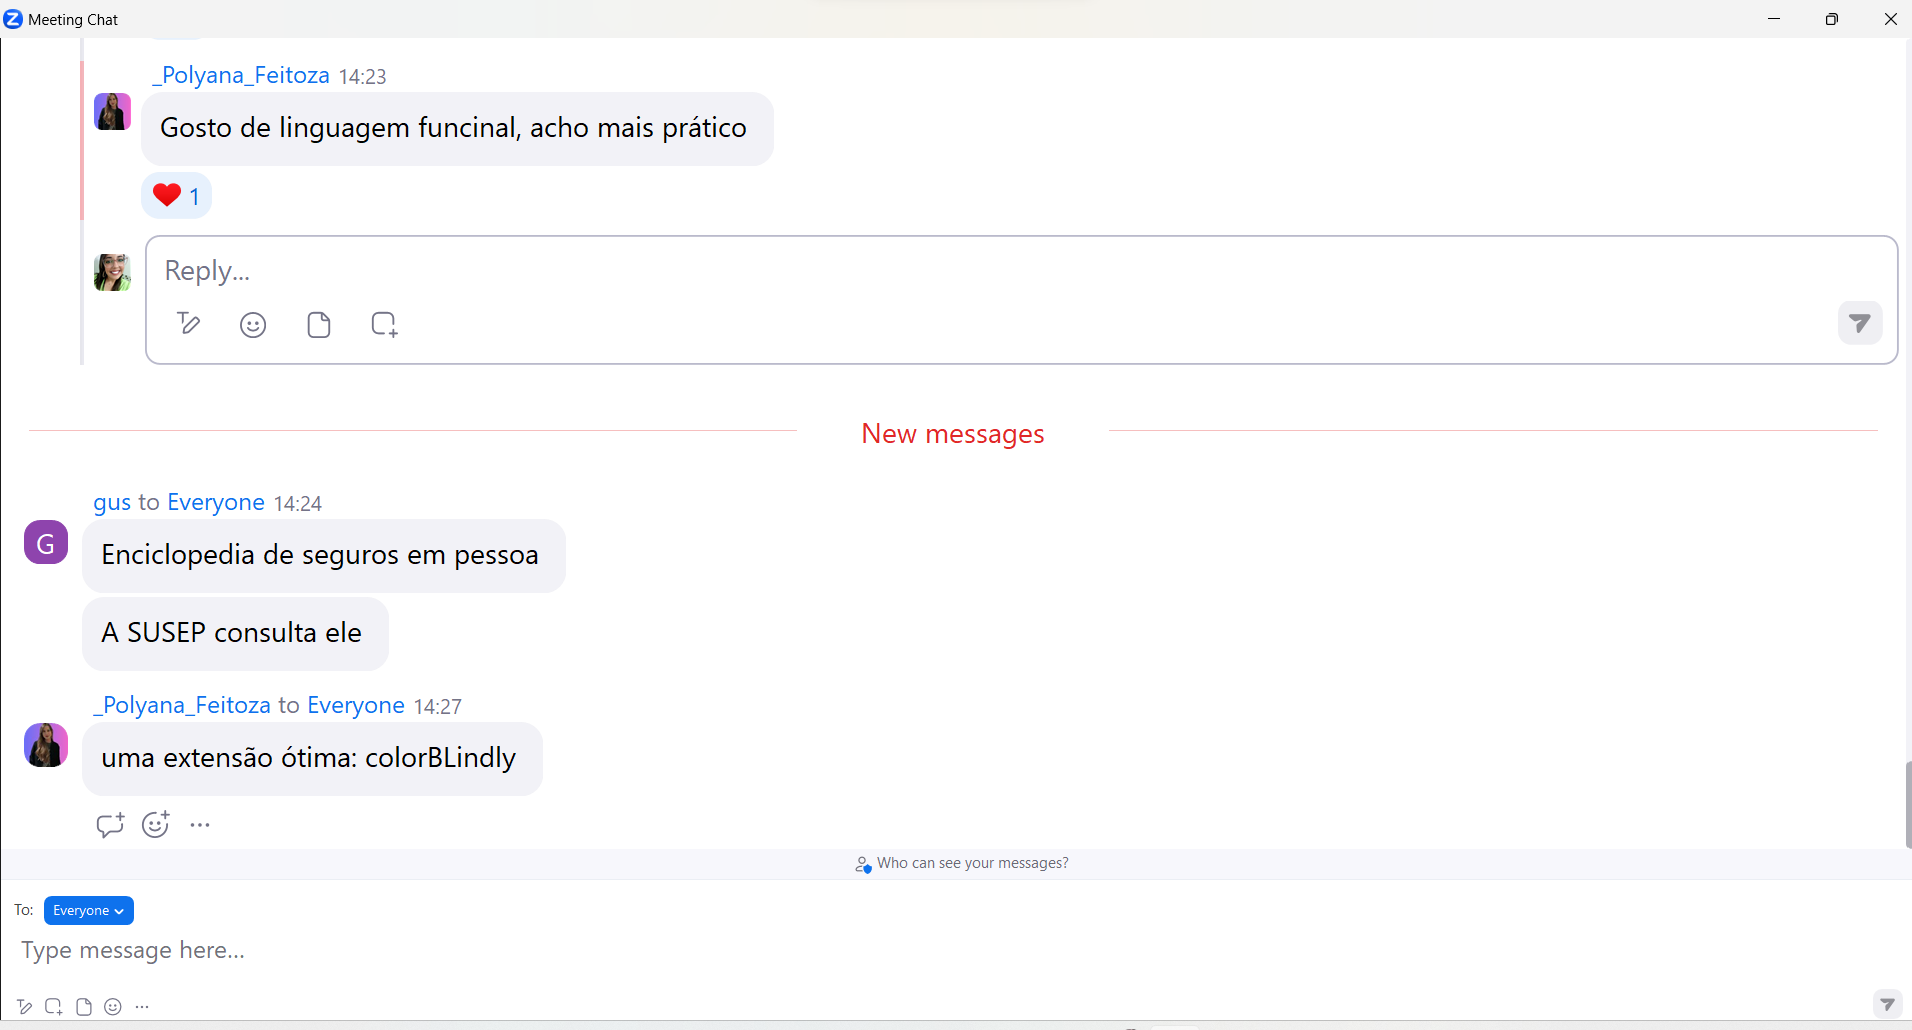 Meeting Chat
_Polyana_Feitoza 14:23
Gosto de linguagem funcinal, acho mais prático
1
Reply...
New messages
gus to Everyone 14:24
G
Enciclopedia de seguros em pessoa
A SUSEP consulta ele
_Polyana_Feitoza to Everyone 14:27
uma extensão ótima: colorBLindly
Who can see your messages?
To: Everyone
Type message here...